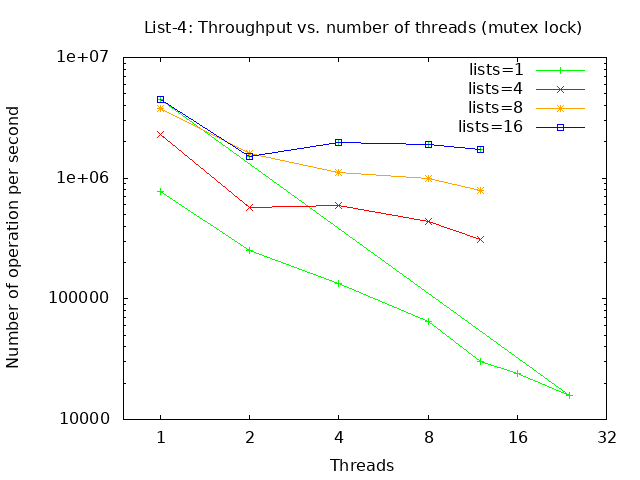 List-4: Throughput vs. number of threads (mutex lock)
1e+07
1e+06
100000
10000
Number of operation per second
lists=1
lists=4
lists=8
lists=16
1 2 4 8 16 32
Threads